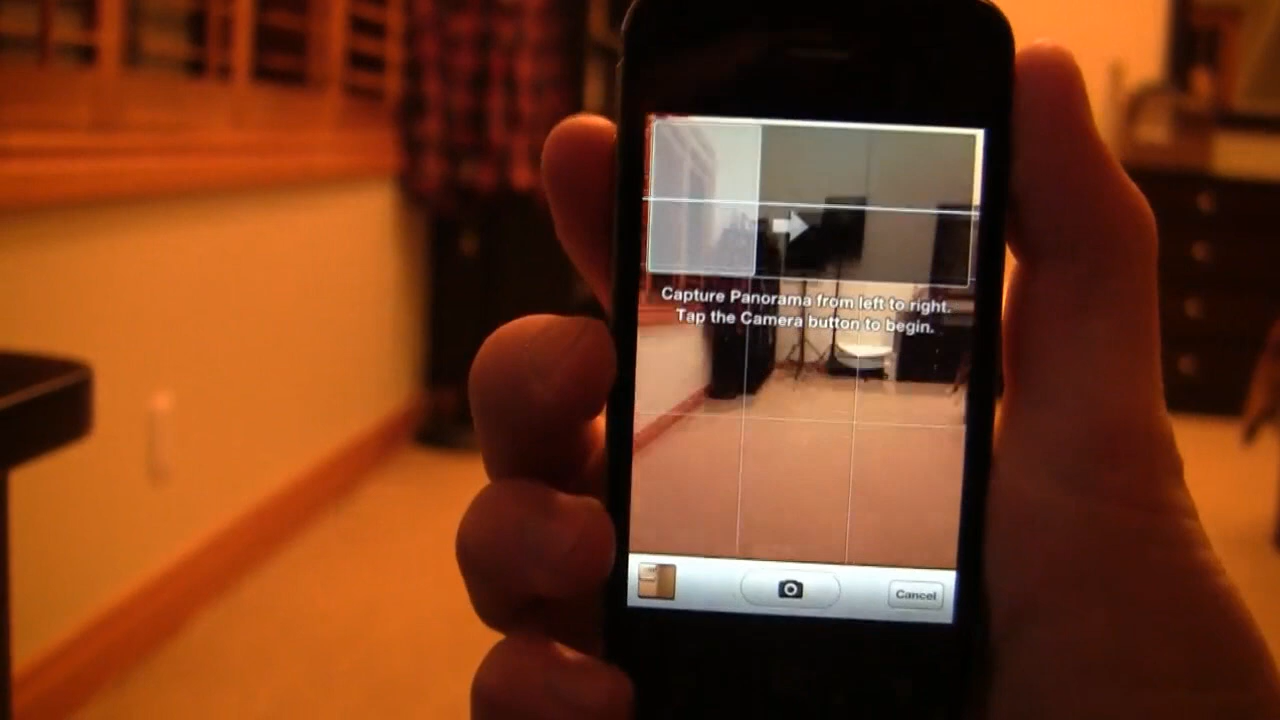 Capture Panorama from left to right.
Tap the Camera button to begin.
Cancel